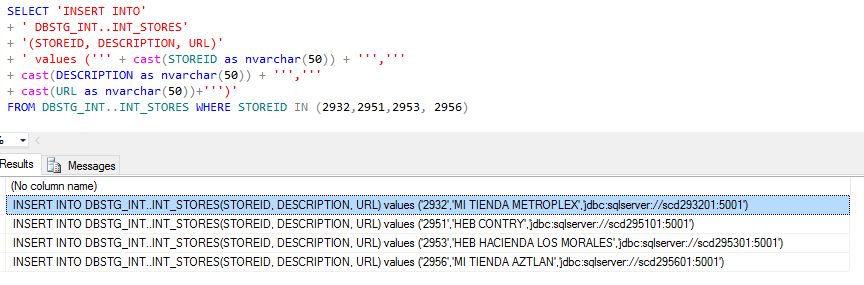 SELECT 'INSERT INTO'
+ ' DBSTG_INT..INT_STORES'
+ '(STOREID, DESCRIPTION, URL)'
+ ' values (''' + cast(STOREID as nvarchar(50)) + ''','''
+ cast(DESCRIPTION as nvarchar(50)) + ''','''
+ cast(URL as nvarchar(50))+''')'
FROM DBSTG_INT..INT_STORES WHERE STOREID IN (2932,2951,2953, 2956)
%
Results Messages
(No column name)
INSERT INTO DBSTG_INT..INT_STORES(STOREID, DESCRIPTION, URL) values ('2932','MI TIENDA METROPLEX','jdbc:sqlserver://scd293201:5001')
INSERT INTO DBSTG_INT..INT_STORES(STOREID, DESCRIPTION, URL) values ('2951','HEB CONTRY','jdbc:sqlserver://scd295101:5001')
INSERT INTO DBSTG_INT..INT_STORES(STOREID, DESCRIPTION, URL) values ('2953','HEB HACIENDA LOS MORALES','jdbc:sqlserver://scd295301:5001')
INSERT INTO DBSTG_INT..INT_STORES(STOREID, DESCRIPTION, URL) values ('2956','MI TIENDA AZTLAN','jdbc:sqlserver://scd295601:5001')